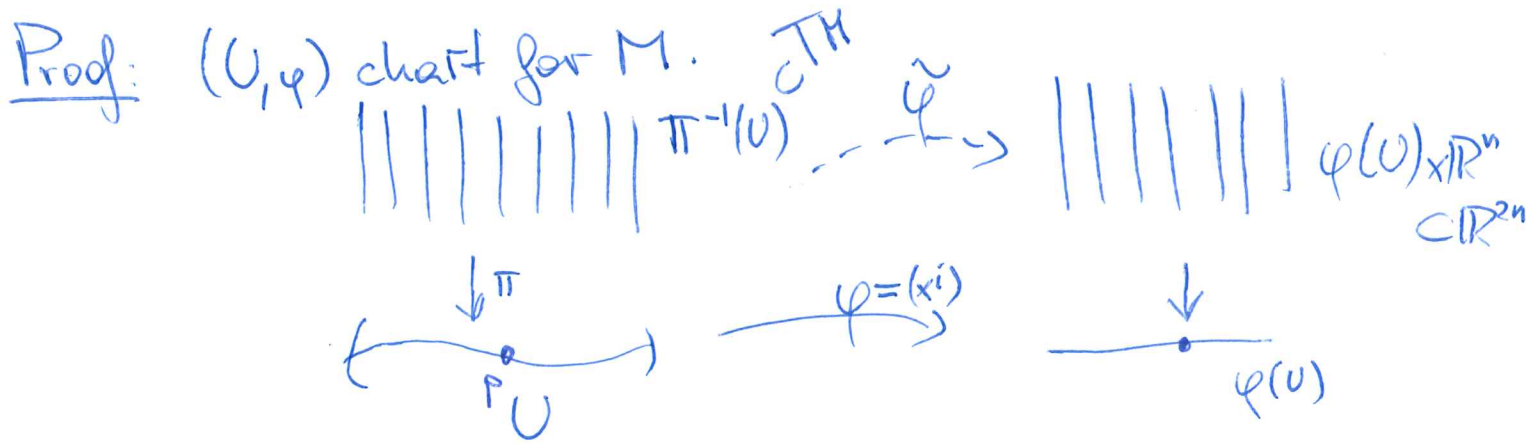 Proof: (U,φ) chart for M.
⊂TM
π⁻¹(U)
φ̃
φ(U)×ℝⁿ
⊂ℝ²ⁿ
π
φ=(xⁱ)
p
U
φ(U)